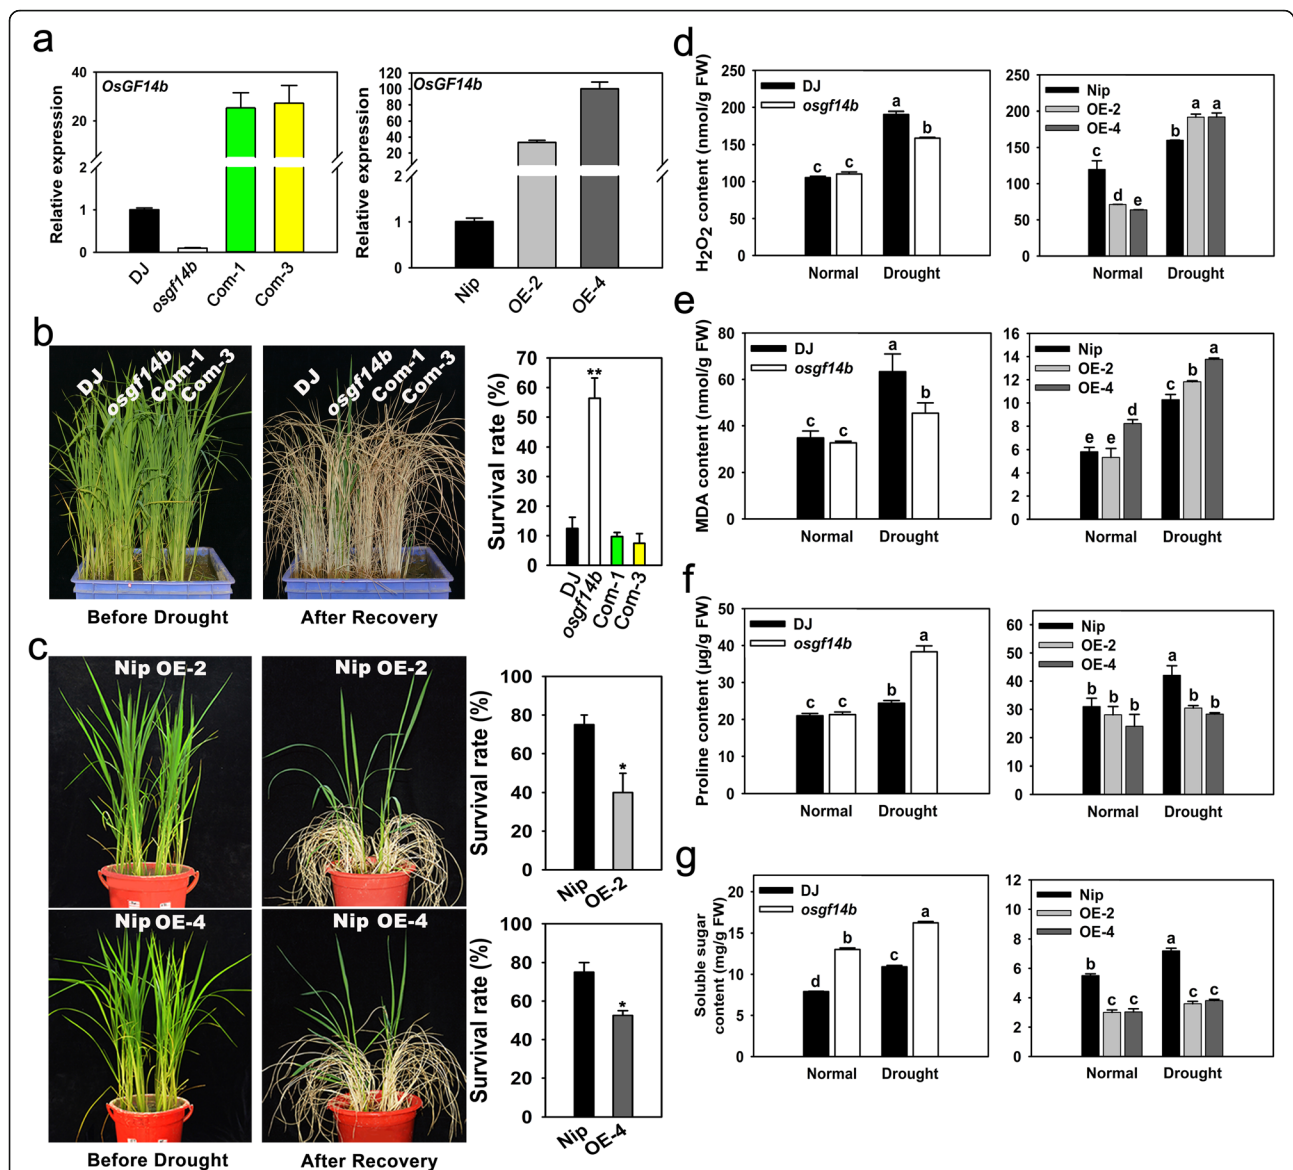 a
OsGF14b
Relative expression
40
20
2
1
0
DJ
osgf14b
Com-1
Com-3
OsGF14b
Relative expression
120
100
80
60
40
20
2
1
0
Nip
OE-2
OE-4
b
DJ
osgf14b
Com-1
Com-3
Before Drought
DJ
osgf14b
Com-1
Com-3
After Recovery
Survival rate (%)
70
60
50
40
30
20
10
0
**
DJ
osgf14b
Com-1
Com-3
c
Nip OE-2
Nip OE-2
Survival rate (%)
100
80
60
40
20
0
*
Nip
OE-2
Nip OE-4
Before Drought
Nip OE-4
After Recovery
Survival rate (%)
100
80
60
40
20
0
*
Nip
OE-4
d
H2O2 content (nmol/g FW)
250
200
150
100
50
0
DJ
osgf14b
c c a b
Normal Drought
250
200
150
100
50
0
Nip
OE-2
OE-4
c d e b a a
Normal Drought
e
MDA content (nmol/g FW)
80
60
40
20
0
DJ
osgf14b
c c a b
Normal Drought
16
14
12
10
8
6
4
2
0
Nip
OE-2
OE-4
e e d c b a
Normal Drought
f
Proline content (µg/g FW)
50
40
30
20
10
0
DJ
osgf14b
c c b a
Normal Drought
60
50
40
30
20
10
0
Nip
OE-2
OE-4
b b b a b b
Normal Drought
g
Soluble sugar
content (mg/g FW)
20
15
10
5
0
DJ
osgf14b
d b c a
Normal Drought
12
10
8
6
4
2
0
Nip
OE-2
OE-4
b c c a c c
Normal Drought